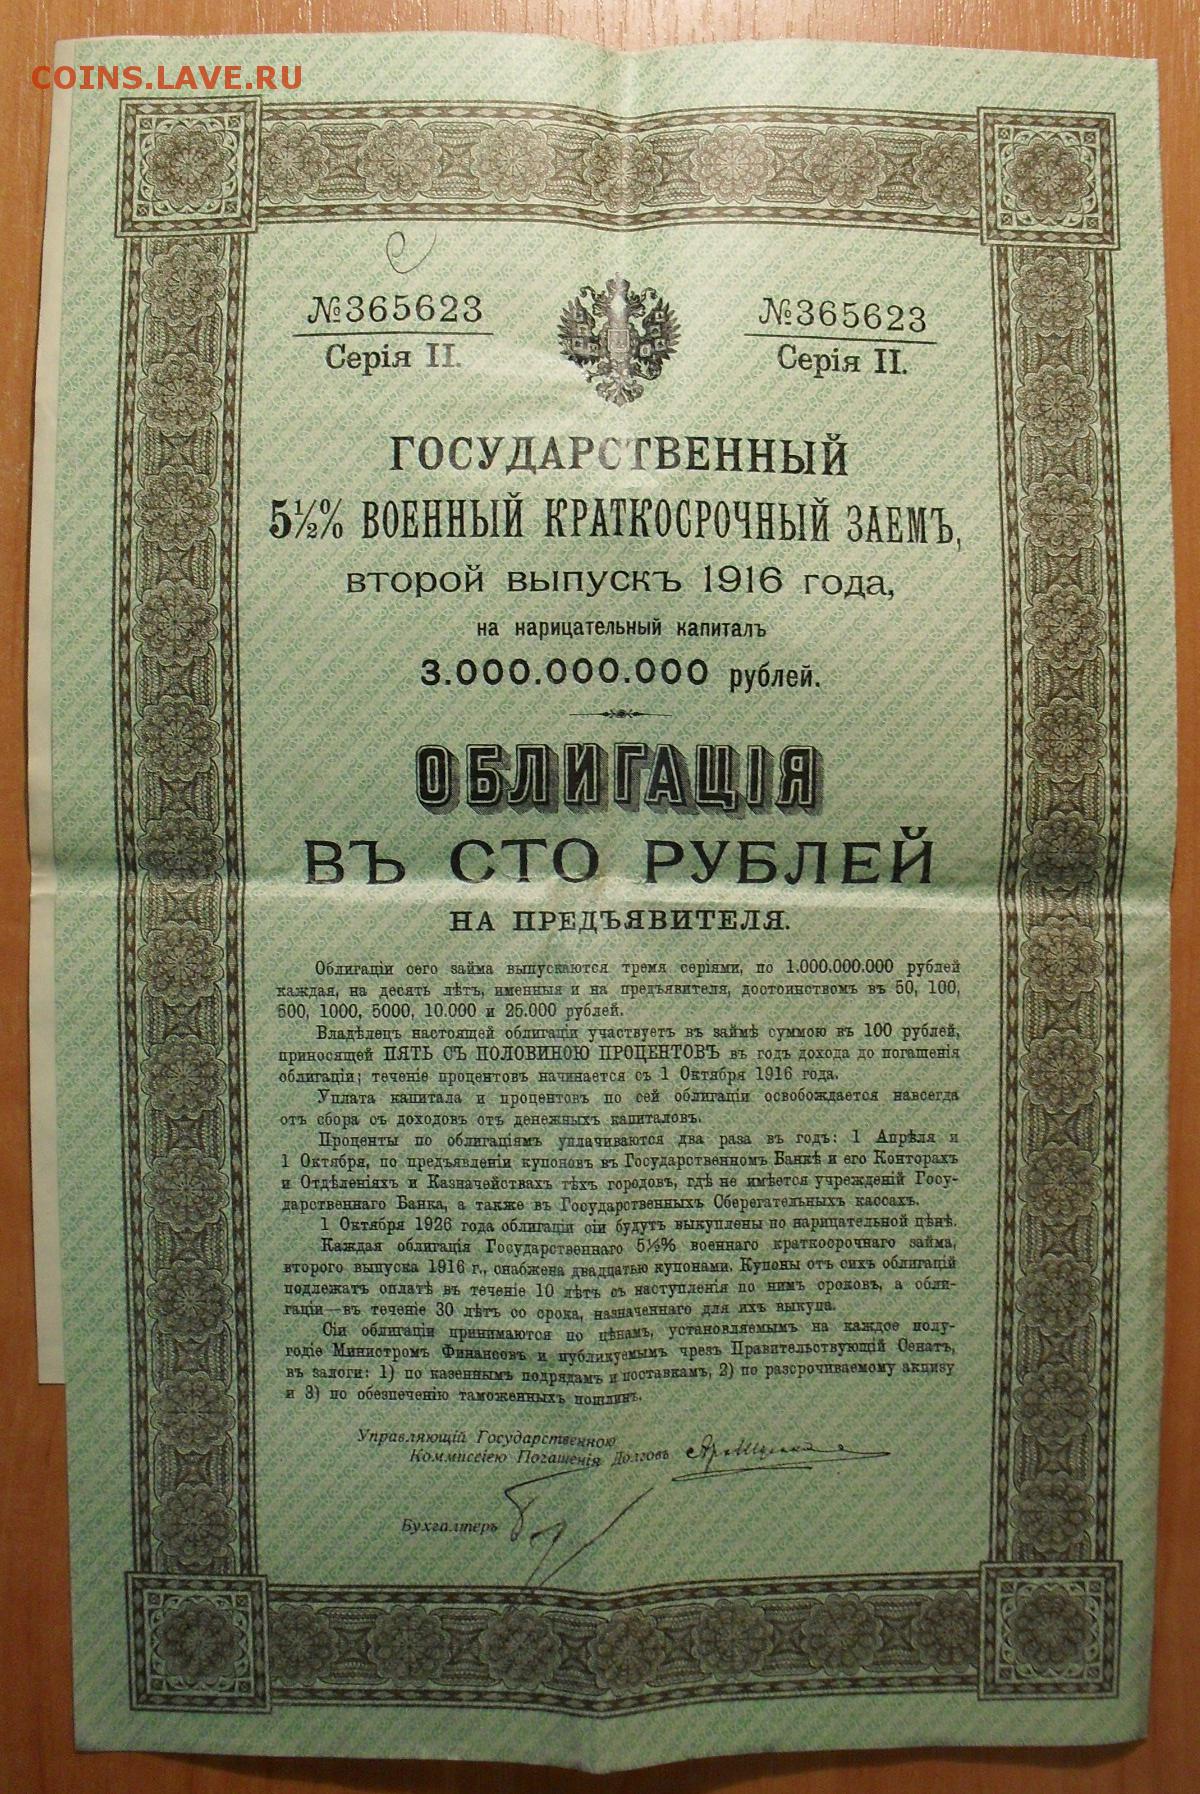 COINS.LAVE.RU
№365623
Серія II.
№365623
Серія II.
ГОСУДАРСТВЕННЫЙ
5½% ВОЕННЫЙ КРАТКОСРОЧНЫЙ ЗАЕМЪ,
ВТОРОЙ ВЫПУСКЪ 1916 ГОДА,
на нарицательный капиталъ
3.000.000.000 рублей.
ОБЛИГАЦІЯ
ВЪ СТО РУБЛЕЙ
НА ПРЕДЪЯВИТЕЛЯ.
Облигаціи сего займа выпускаются тремя серіями, по 1.000.000.000 рублей
каждая, на десять лѣтъ, именныя и на предъявителя, достоинствомъ въ 50, 100,
500, 1000, 5000, 10.000 и 25.000 рублей.
Владѣлецъ настоящей облигаціи участвуетъ въ займѣ суммою въ 100 рублей,
приносящей ПЯТЬ СЪ ПОЛОВИНОЮ ПРОЦЕНТОВЪ въ годъ дохода до погашенія
облигаціи; теченіе процентовъ начинается съ 1 Октября 1916 года.
Уплата капитала и процентовъ по сей облигаціи освобождается навсегда
отъ сбора съ доходовъ отъ денежныхъ капиталовъ.
Проценты по облигаціямъ уплачиваются два раза въ годъ: 1 Апрѣля и
1 Октября, по предъявленіи купоновъ въ Государственномъ Банкѣ и его Конторахъ
и Отдѣленіяхъ и Казначействахъ тѣхъ городовъ, гдѣ не имѣется учрежденій Госу-
дарственнаго Банка, а также въ Государственныхъ Сберегательныхъ кассахъ.
1 Октября 1926 года облигаціи сіи будутъ выкуплены по нарицательной цѣнѣ.
Каждая облигація Государственнаго 5½% военнаго краткосрочнаго займа,
второго выпуска 1916 г., снабжена двадцатью купонами. Купоны отъ сихъ облигацій
подлежатъ оплатѣ въ теченіе 10 лѣтъ съ наступленія по нимъ сроковъ, а обли-
гаціи—въ теченіе 30 лѣтъ со срока, назначеннаго для ихъ выкупа.
Сіи облигаціи принимаются по цѣнамъ, установляемымъ на каждое полу-
годіе Министромъ Финансовъ и публикуемымъ чрезъ Правительствующій Сенатъ,
въ залоги: 1) по казеннымъ подрядамъ и поставкамъ, 2) по разсрочиваемому акцизу
и 3) по обезпеченію таможенныхъ пошлинъ.
Управляющій Государственною
Коммиссіею Погашенія Долговъ
Бухгалтеръ